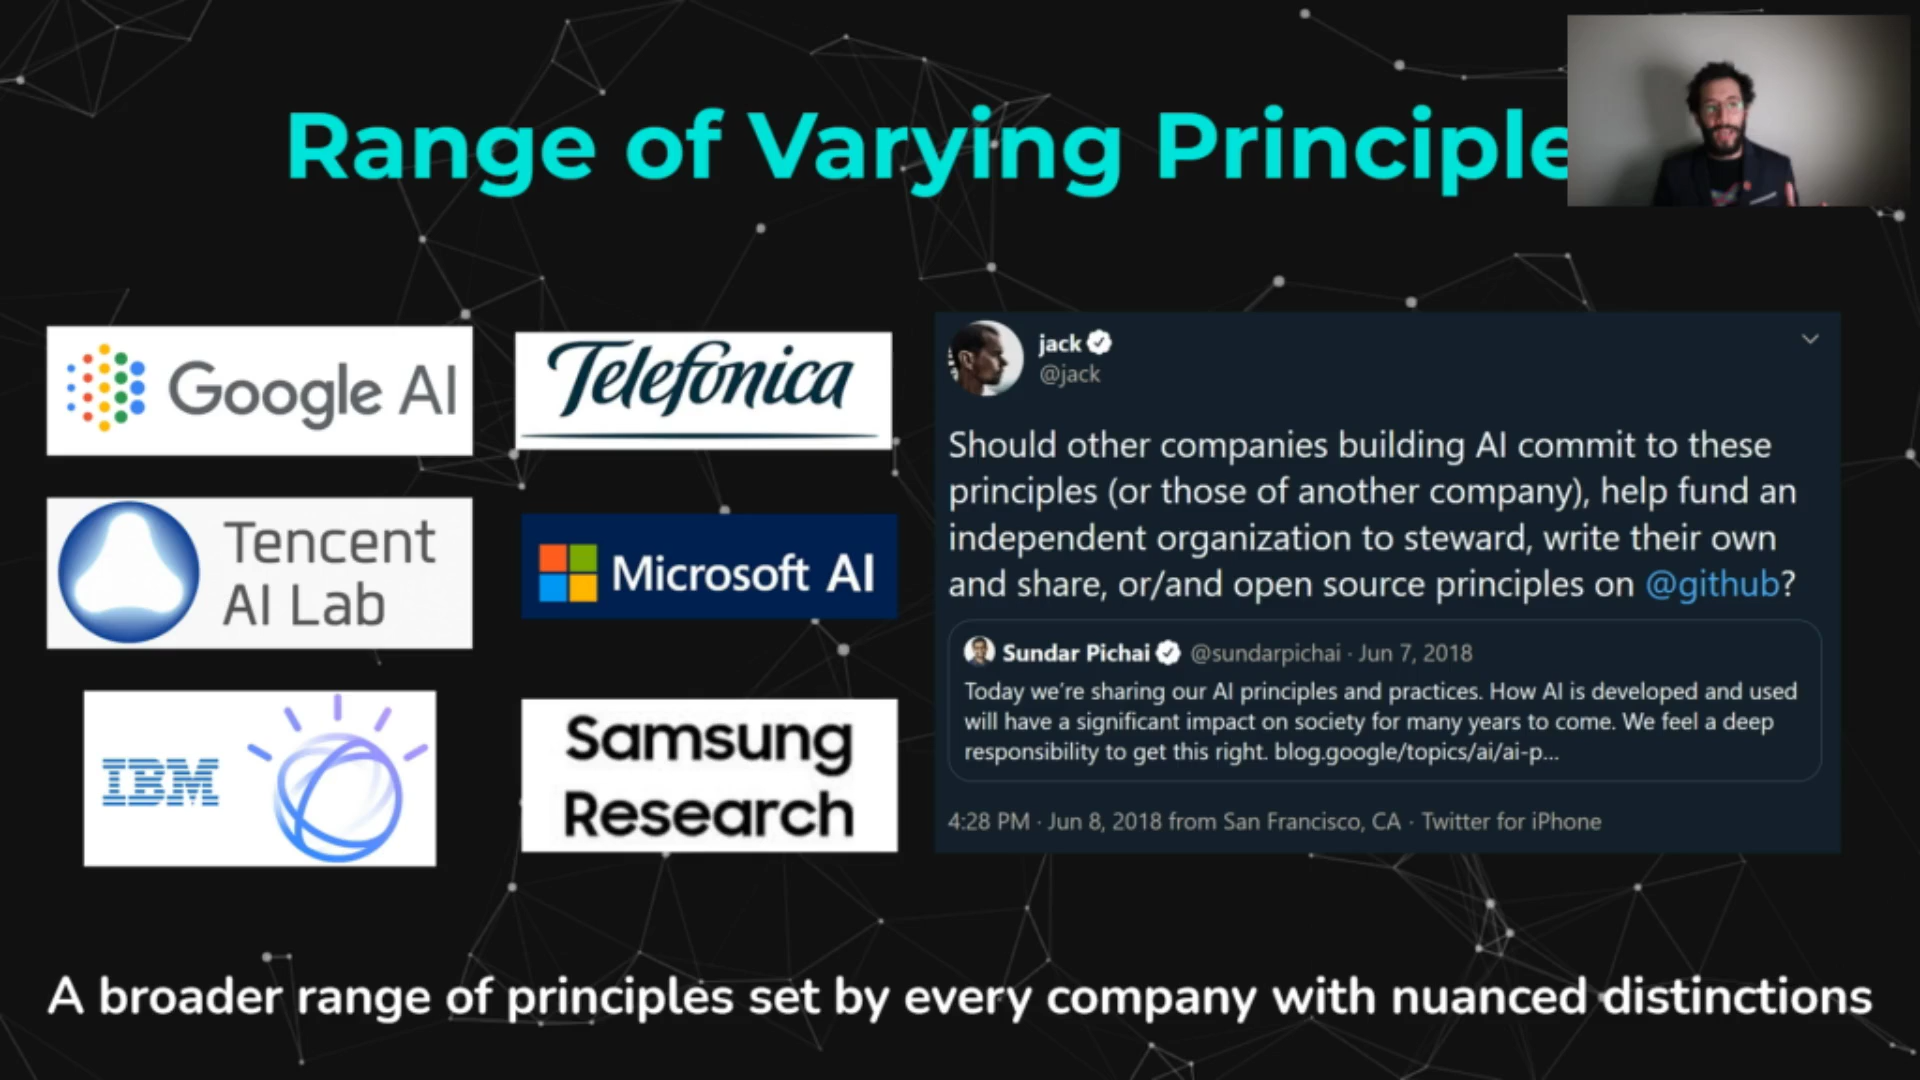 Range of Varying Principle
Google AI
Telefónica
jack
@jack
Should other companies building AI commit to these
principles (or those of another company), help fund an
independent organization to steward, write their own
and share, or/and open source principles on @github?
Tencent
AI Lab
Microsoft AI
Sundar Pichai @sundarpichai · Jun 7, 2018
Today we're sharing our AI principles and practices. How AI is developed and used
will have a significant impact on society for many years to come. We feel a deep
responsibility to get this right. blog.google/topics/ai/ai-p...
IBM
Samsung
Research
4:28 PM · Jun 8, 2018 from San Francisco, CA · Twitter for iPhone
A broader range of principles set by every company with nuanced distinctions